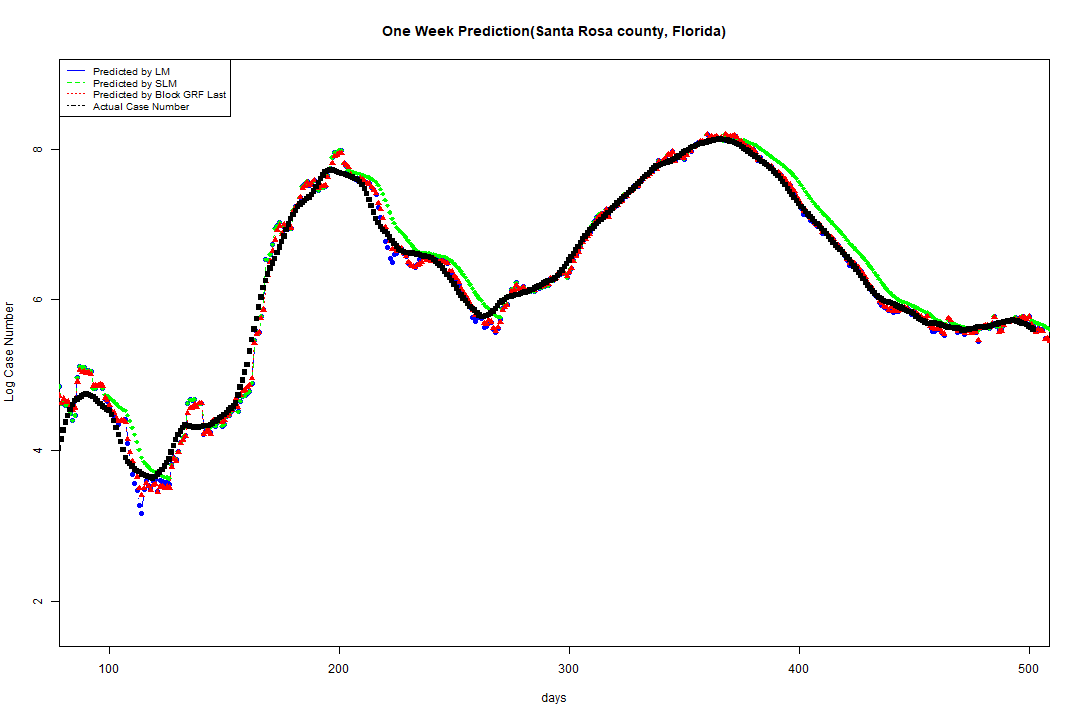 One Week Prediction(Santa Rosa county, Florida)
Predicted by LM
Predicted by SLM
Predicted by Block GRF Last
Actual Case Number
8
6
4
2
Log Case Number
100 200 300 400 500
days